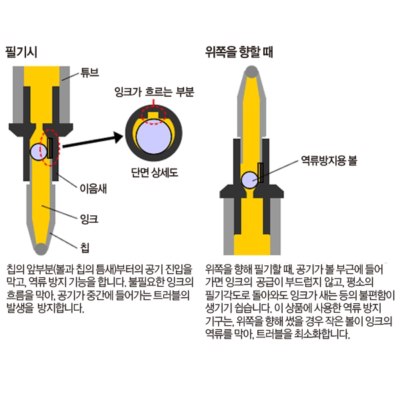 필기시
튜브
잉크가 흐르는 부분
단면 상세도
이음새
잉크
칩
칩의 앞부분(볼과 칩의 틈새)부터의 공기 진입을
막고, 역류 방지 기능을 합니다. 불필요한 잉크의
흐름을 막아, 공기가 중간에 들어가는 트러블의
발생을 방지합니다.
위쪽을 향할 때
역류방지용 볼
위쪽을 향해 필기할 때, 공기가 볼 부근에 들어
가면 잉크의 공급이 부드럽지 않고, 평소의
필기각도로 돌아와도 잉크가 새는 등의 불편함이
생기기 쉽습니다. 이 상품에 사용한 역류 방지
기구는, 위쪽을 향해 썼을 경우 작은 볼이 잉크의
역류를 막아, 트러블을 최소화합니다.